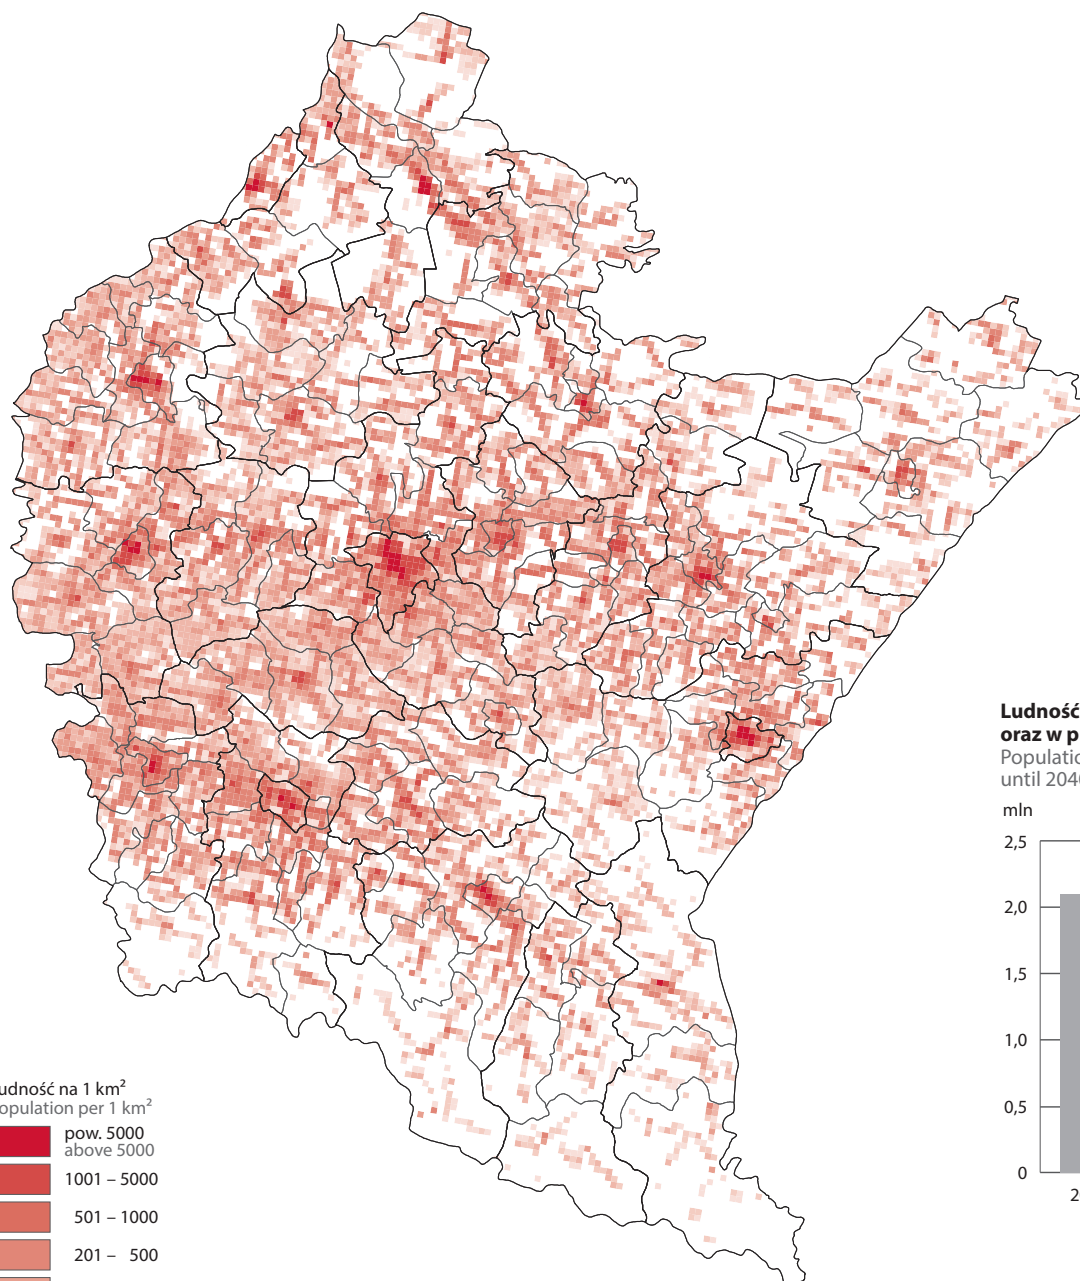 Ludność
oraz w p
Populatio
until 204
mln
2,5
2,0
1,5
1,0
0,5
0
2
udność na 1 km²
opulation per 1 km²
pow. 5000
above 5000
1001 – 5000
501 – 1000
201 – 500